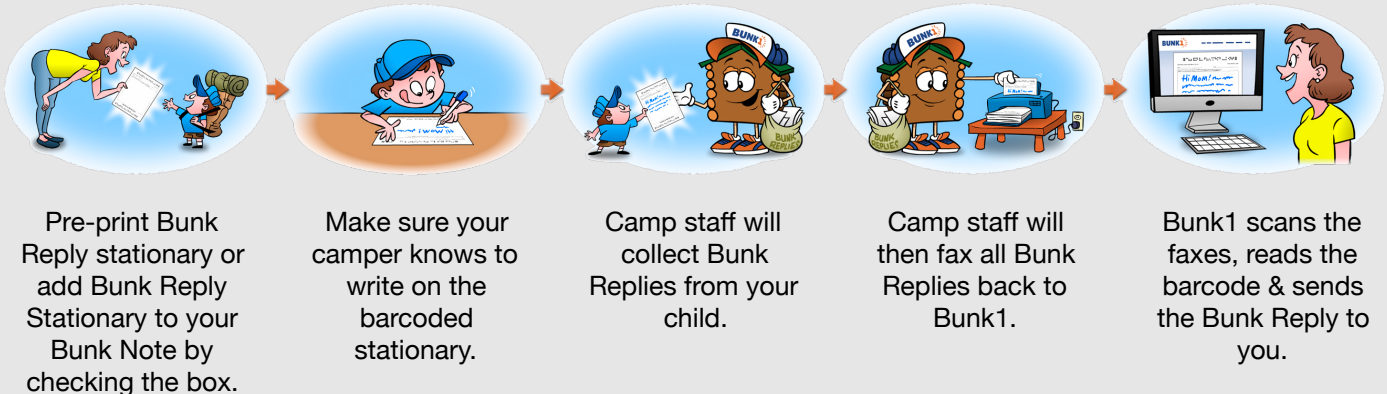 BUNK1
BUNK1
BUNK1
I WOW
Hi Mom!
Hi Mom!
BUNK
REPLIES
BUNK
REPLIES
Pre-print Bunk
Reply stationary or
add Bunk Reply
Stationary to your
Bunk Note by
checking the box.
Make sure your
camper knows to
write on the
barcoded
stationary.
Camp staff will
collect Bunk
Replies from your
child.
Camp staff will
then fax all Bunk
Replies back to
Bunk1.
Bunk1 scans the
faxes, reads the
barcode & sends
the Bunk Reply to
you.